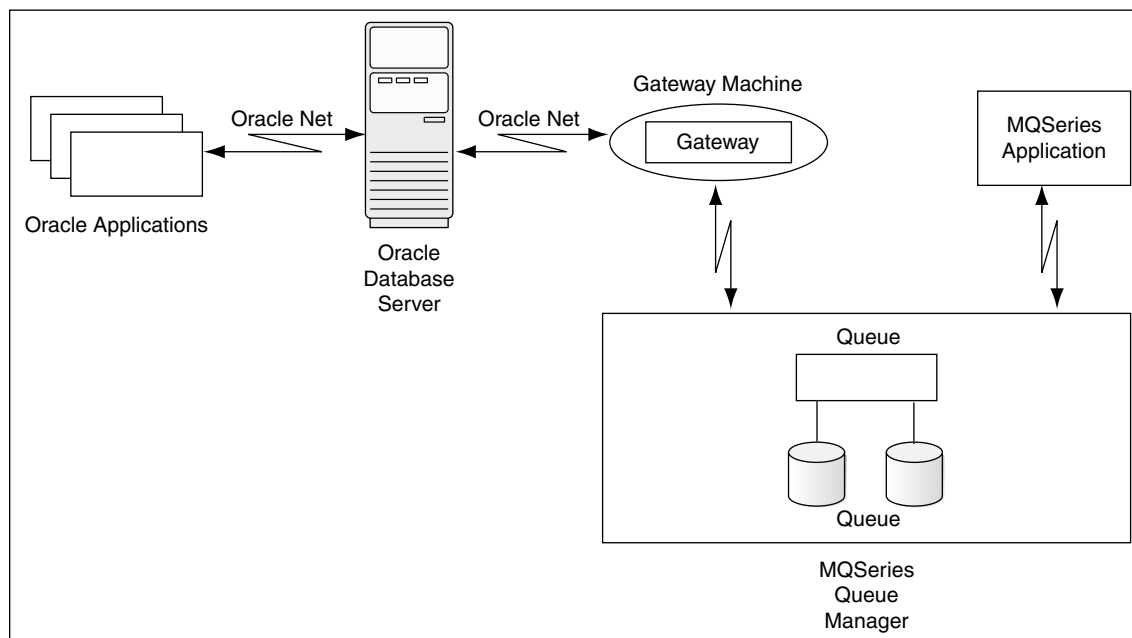 Oracle Net
Oracle Applications
Oracle
Database
Server
Oracle Net
Gateway Machine
Gateway
MQSeries
Application
Queue
Queue
MQSeries
Queue
Manager